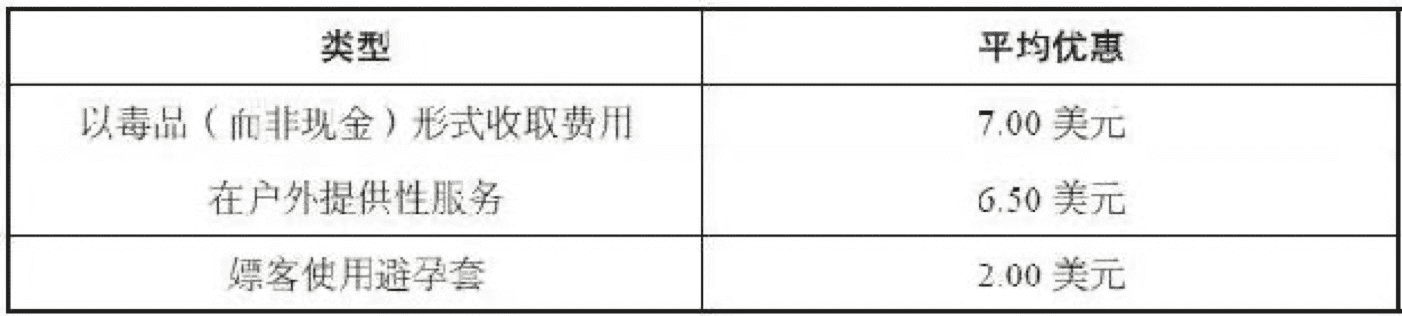 类型 平均优惠
以毒品（而非现金）形式收取费用 7.00 美元
在户外提供性服务 6.50 美元
嫖客使用避孕套 2.00 美元